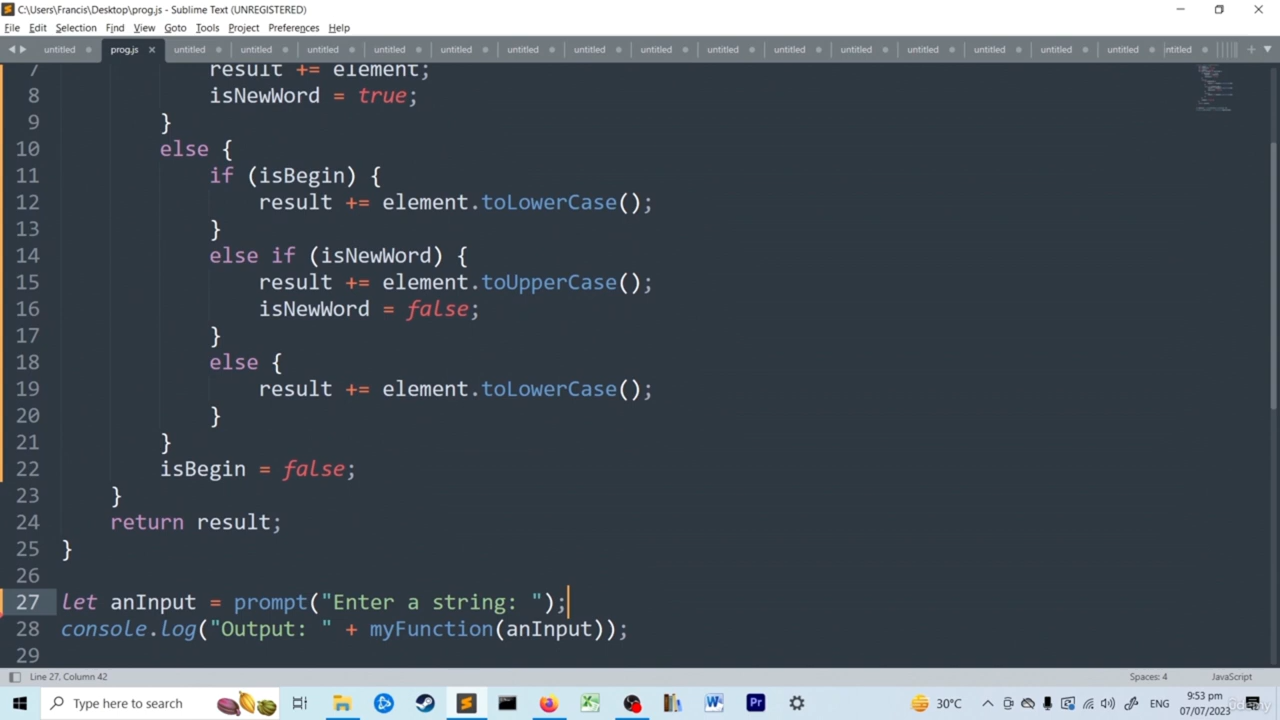 C:\Users\Francis\Desktop\prog.js - Sublime Text (UNREGISTERED)
File Edit Selection Find View Goto Tools Project Preferences Help
untitled prog.js untitled untitled untitled untitled untitled untitled untitled untitled untitled untitled untitled untitled untitled untitled untitled ntitled
7 result += element;
8 isNewWord = true;
9 }
10 else {
11 if (isBegin) {
12 result += element.toLowerCase();
13 }
14 else if (isNewWord) {
15 result += element.toUpperCase();
16 isNewWord = false;
17 }
18 else {
19 result += element.toLowerCase();
20 }
21 }
22 isBegin = false;
23 }
24 return result;
25 }
26
27 let anInput = prompt("Enter a string: ");
28 console.log("Output: " + myFunction(anInput));
29
Line 27, Column 42 Spaces: 4 JavaScript
Type here to search 30°C ENG 9:53 pm
07/07/2023
Udemy